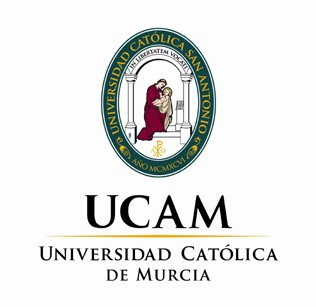 UNIVERSIDAD CATÓLICA SAN ANTONIO
IN LIBERTATEM VOCATI
AÑO MCMXCVI
UCAM
UNIVERSIDAD CATÓLICA
DE MURCIA